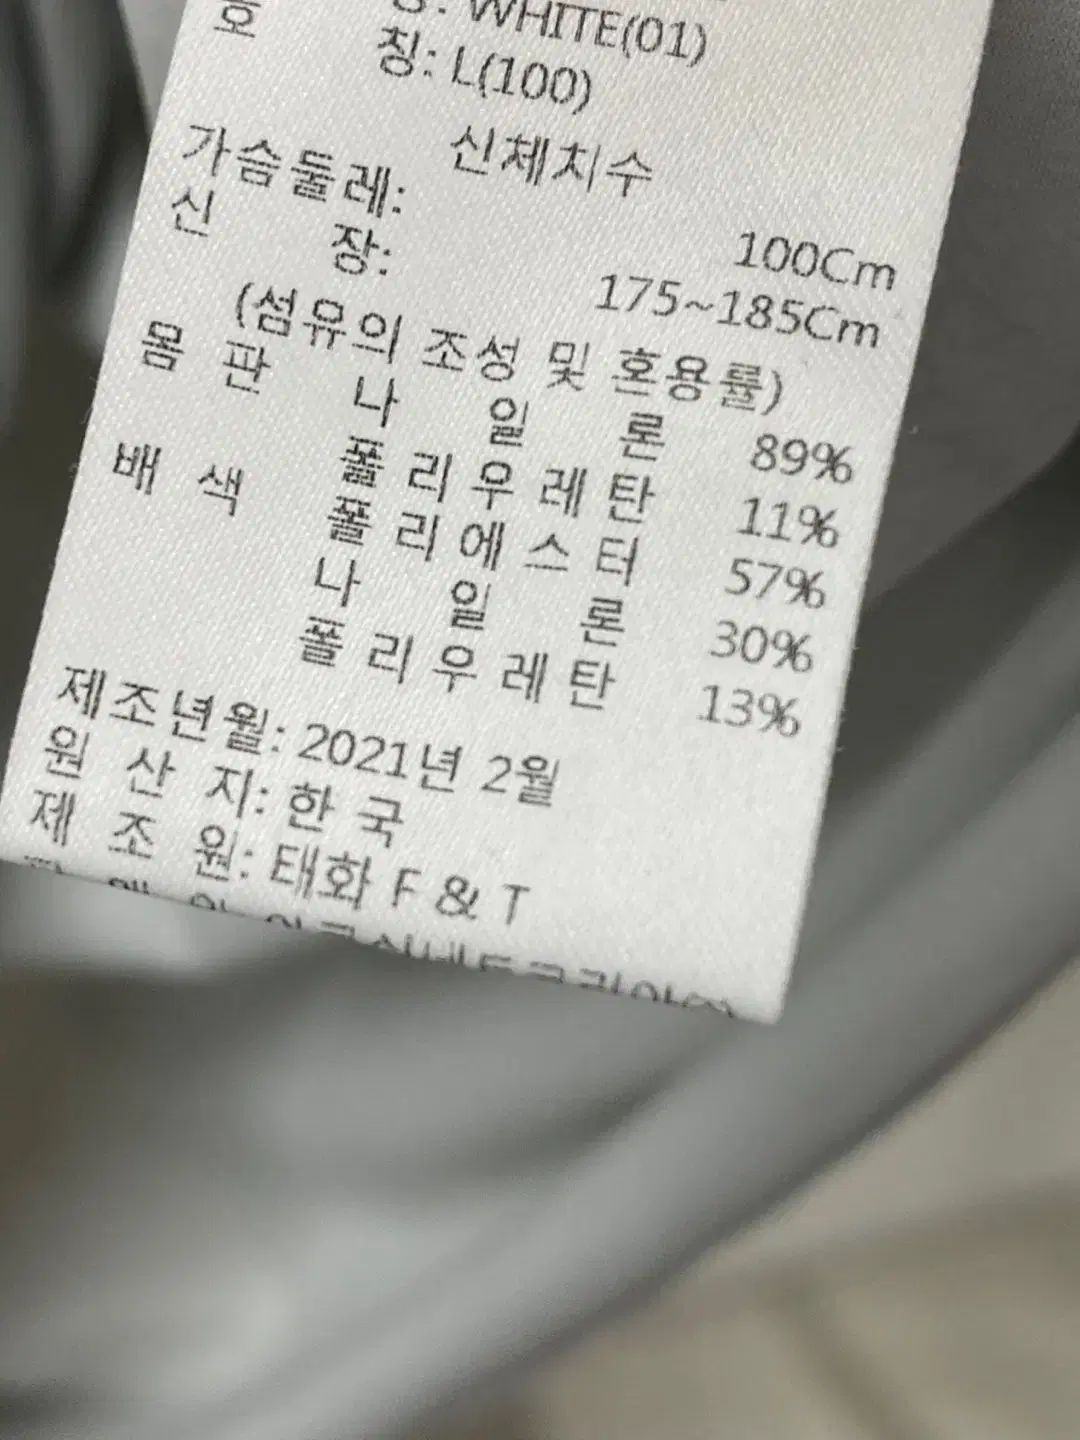 WHITE(01)
호 칭: L(100)
신체치수
가슴둘레: 100Cm
신 장: 175~185Cm
(섬유의 조성 및 혼용률)
몸 판 나 일 론 89%
폴 리 우 레 탄 11%
배 색 폴 리 에 스 터 57%
나 일 론 30%
폴 리 우 레 탄 13%
제조년월: 2021년 2월
원 산 지: 한 국
제 조 원: 태화 F & T